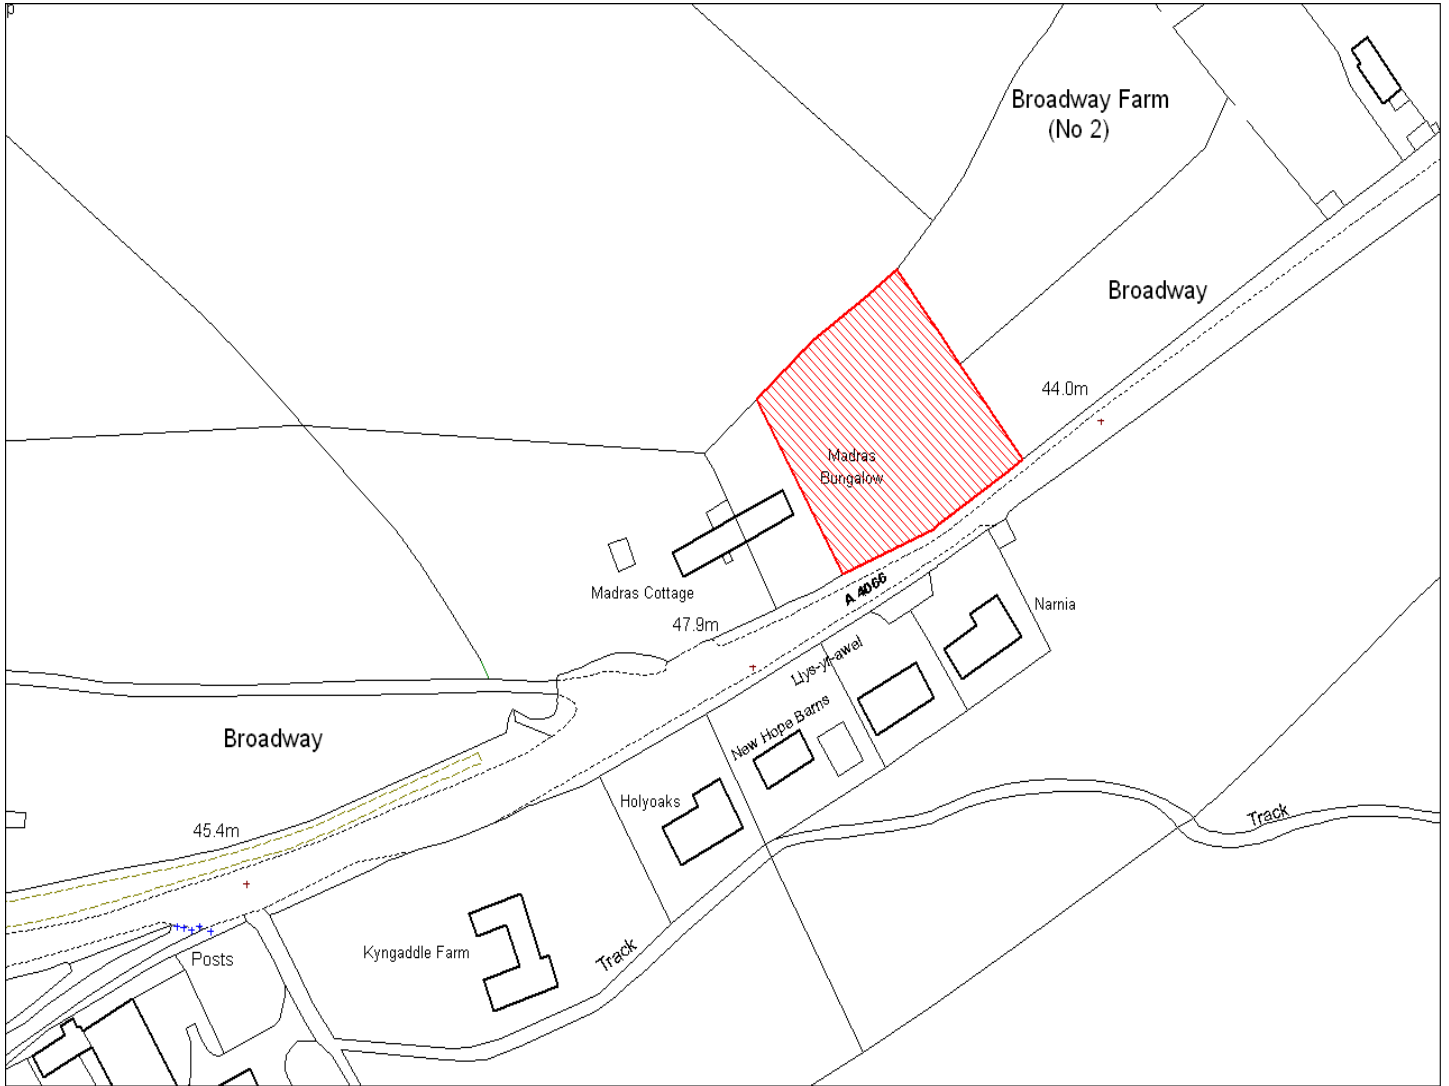 p
Broadway Farm
(No 2)
Broadway
44.0m
Madras
Bungalow
Madras Cottage
A 4066
47.9m
Narnia
Llys-yr-awel
New Hope Barns
Broadway
Holyoaks
45.4m
Track
Kyngaddle Farm
Track
Posts